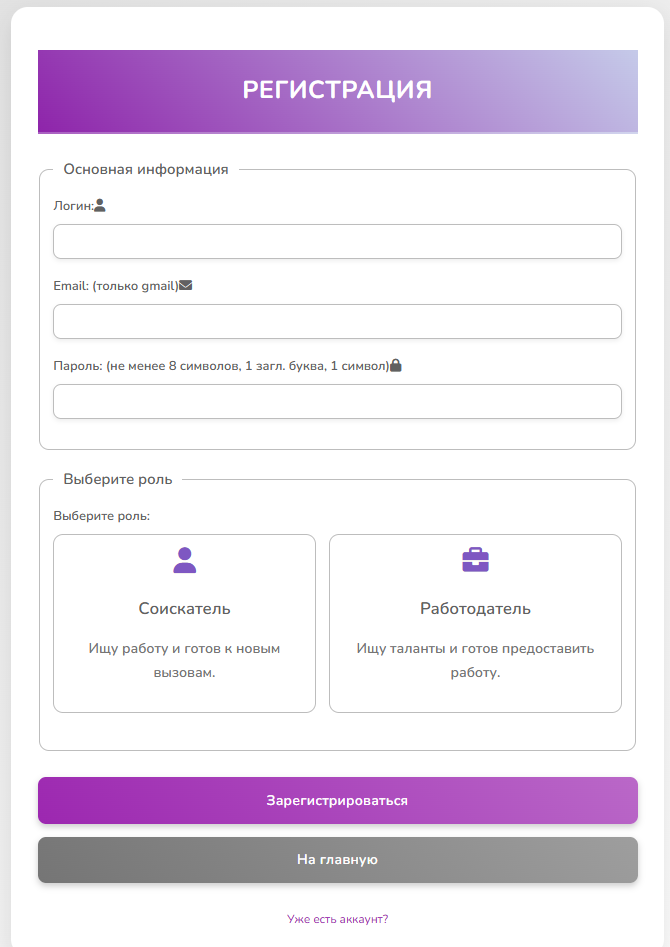 РЕГИСТРАЦИЯ
Основная информация
Логин:
Email: (только gmail)
Пароль: (не менее 8 символов, 1 загл. буква, 1 символ)
Выберите роль
Выберите роль:
Соискатель
Ищу работу и готов к новым
вызовам.
Работодатель
Ищу таланты и готов предоставить
работу.
Зарегистрироваться
На главную
Уже есть аккаунт?